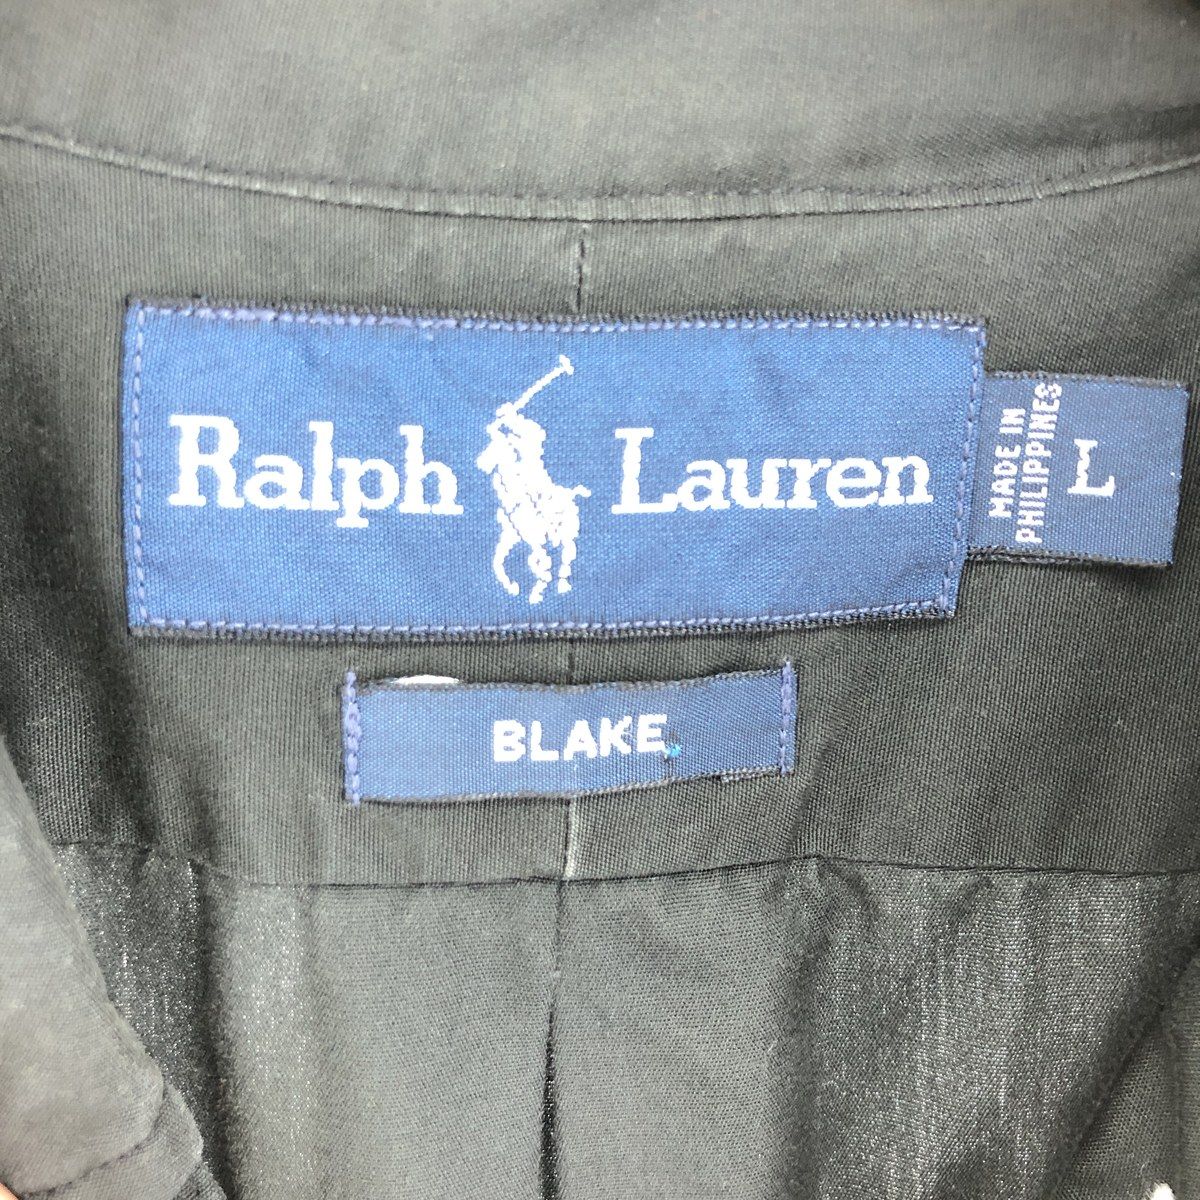 Ralph Lauren
MADE IN
PHILIPPINES
L
BLAKE